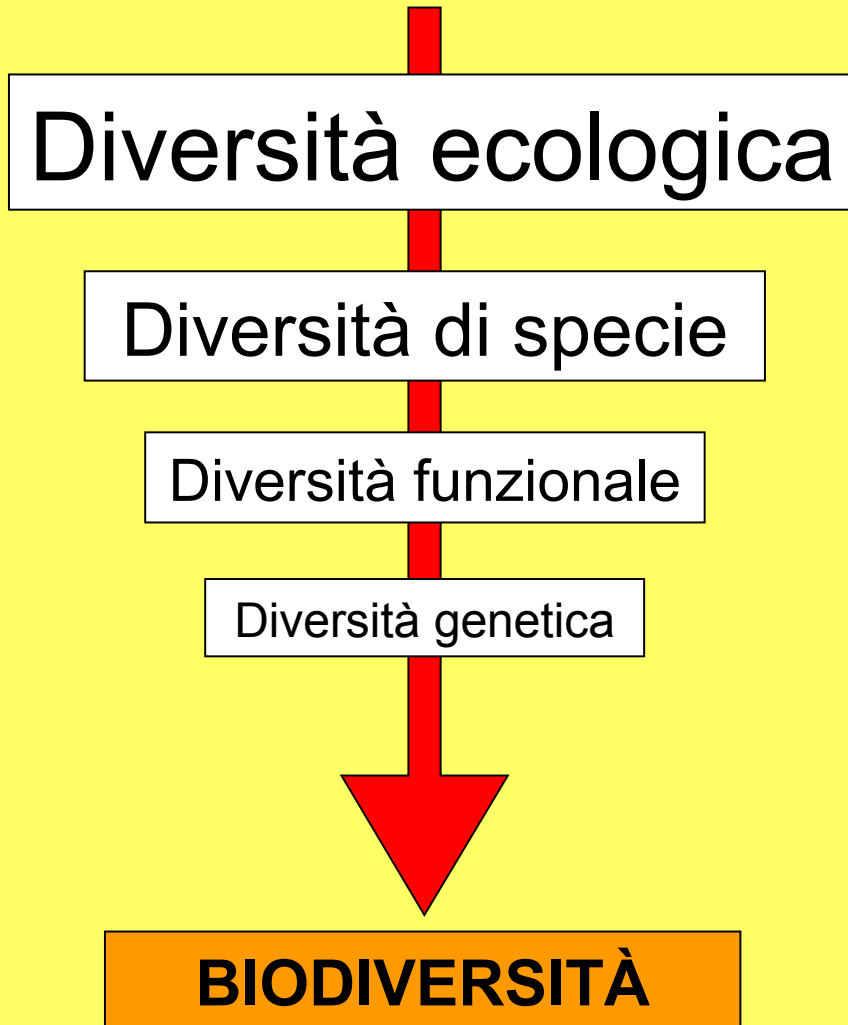 Diversità ecologica
Diversità di specie
Diversità funzionale
Diversità genetica
BIODIVERSITÀ